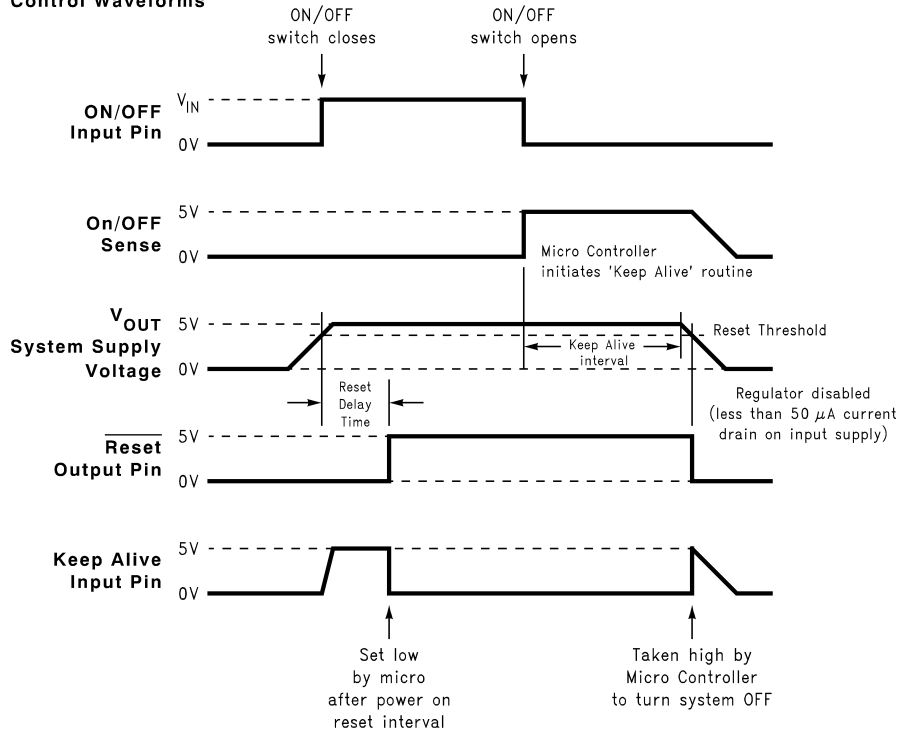 Control Waveforms
ON/OFF
switch closes
ON/OFF
switch opens
ON/OFF
Input Pin
VIN
0V
On/OFF
Sense
5V
0V
Micro Controller
initiates 'Keep Alive' routine
VOUT
System Supply
Voltage
5V
0V
Reset Threshold
Keep Alive
interval
Reset
Delay
Time
Regulator disabled
(less than 50 μA current
drain on input supply)
Reset
Output Pin
5V
0V
Keep Alive
Input Pin
5V
0V
Set low
by micro
after power on
reset interval
Taken high by
Micro Controller
to turn system OFF